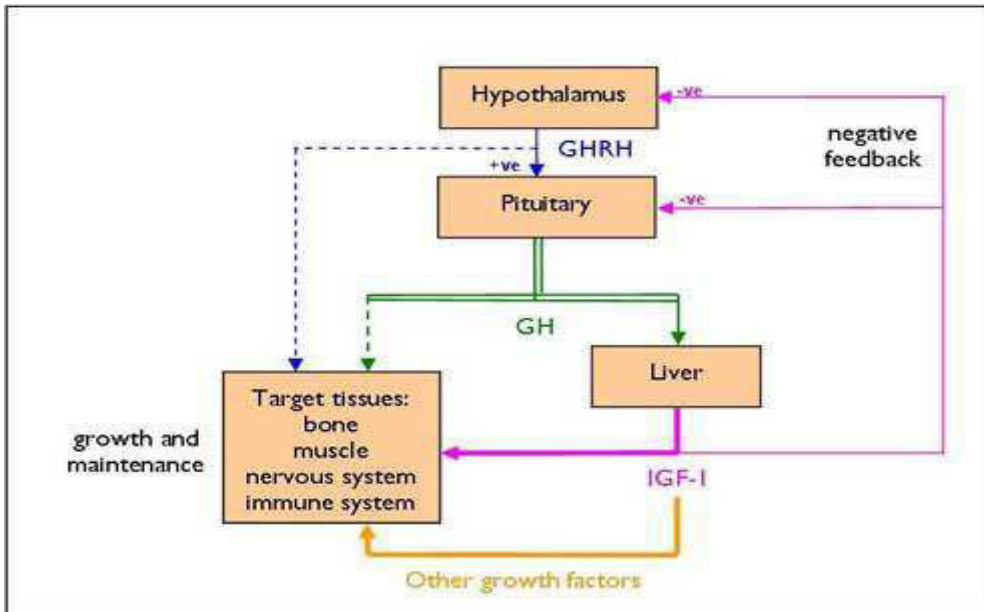 Hypothalamus
-ve
GHRH
+ve
negative
feedback
Pituitary
-ve
GH
Liver
Target tissues:
bone
muscle
nervous system
immune system
growth and
maintenance
IGF-I
Other growth factors